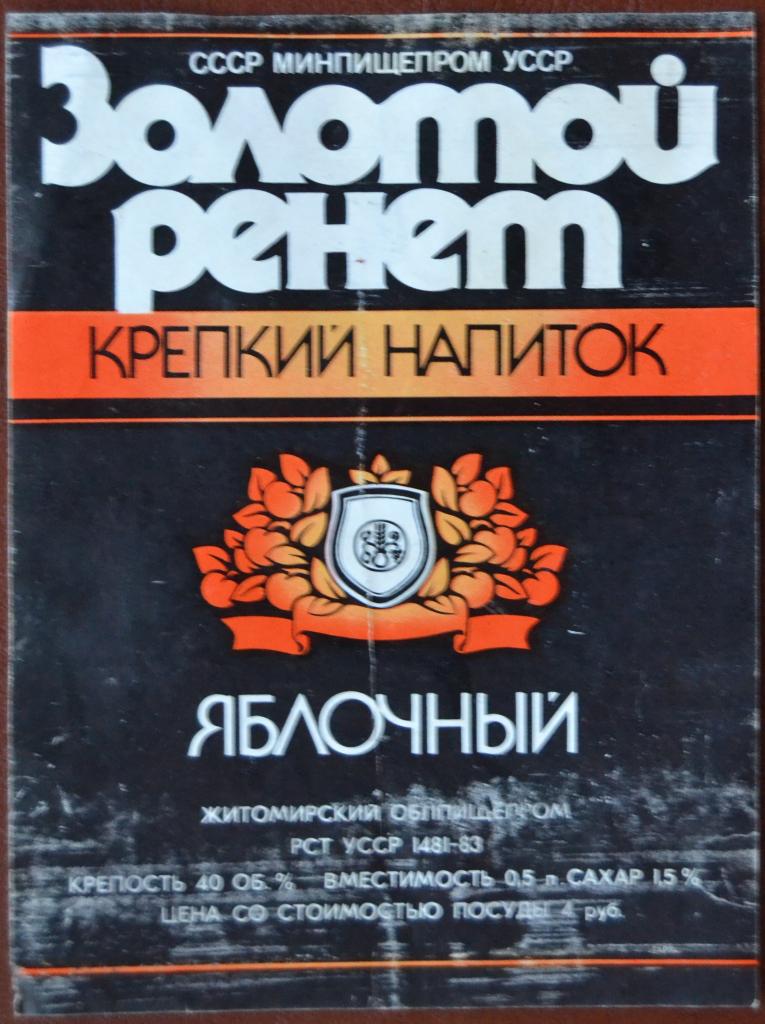 СССР МИНПИЩЕПРОМ УССР
Золотой
ренет
КРЕПКИЙ НАПИТОК
ЯБЛОЧНЫЙ
ЖИТОМИРСКИЙ ОБЛПИЩЕПРОМ
РСТ УССР 1481-83
КРЕПОСТЬ 40 ОБ.% ВМЕСТИМОСТЬ 0,5 л. САХАР 1,5%
ЦЕНА СО СТОИМОСТЬЮ ПОСУДЫ 4 руб.